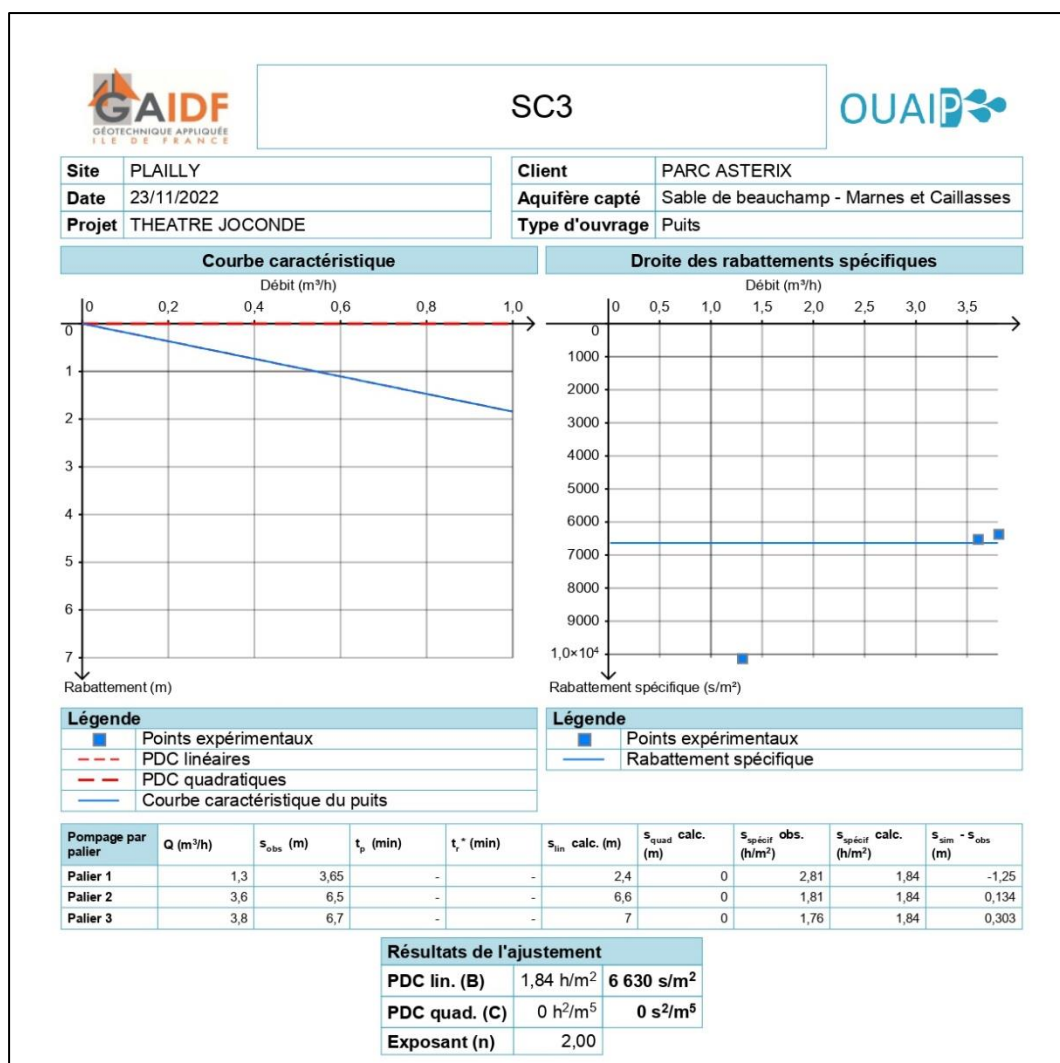 GAIDF
GÉOTECHNIQUE APPLIQUÉE
ILE DE FRANCE
SC3
OUAIP
Site PLAILLY
Date 23/11/2022
Projet THEATRE JOCONDE
Client PARC ASTERIX
Aquifère capté Sable de beauchamp - Marnes et Caillasses
Type d'ouvrage Puits
Courbe caractéristique
Débit (m³/h)
0 0,2 0,4 0,6 0,8 1,0
0
1
2
3
4
5
6
7
Rabattement (m)
Droite des rabattements spécifiques
Débit (m³/h)
0 0,5 1,0 1,5 2,0 2,5 3,0 3,5
0
1000
2000
3000
4000
5000
6000
7000
8000
9000
1,0×10⁴
Rabattement spécifique (s/m²)
Légende
Points expérimentaux
PDC linéaires
PDC quadratiques
Courbe caractéristique du puits
Légende
Points expérimentaux
Rabattement spécifique
Pompage par palier Q (m³/h) s_obs (m) t_p (min) t_r* (min) s_lin calc. (m) s_quad calc. (m) s_spécif obs. (h/m²) s_spécif calc. (h/m²) s_sim - s_obs (m)
Palier 1 1,3 3,65 - - 2,4 0 2,81 1,84 -1,25
Palier 2 3,6 6,5 - - 6,6 0 1,81 1,84 0,134
Palier 3 3,8 6,7 - - 7 0 1,76 1,84 0,303
Résultats de l'ajustement
PDC lin. (B) 1,84 h/m² 6 630 s/m²
PDC quad. (C) 0 h²/m⁵ 0 s²/m⁵
Exposant (n) 2,00